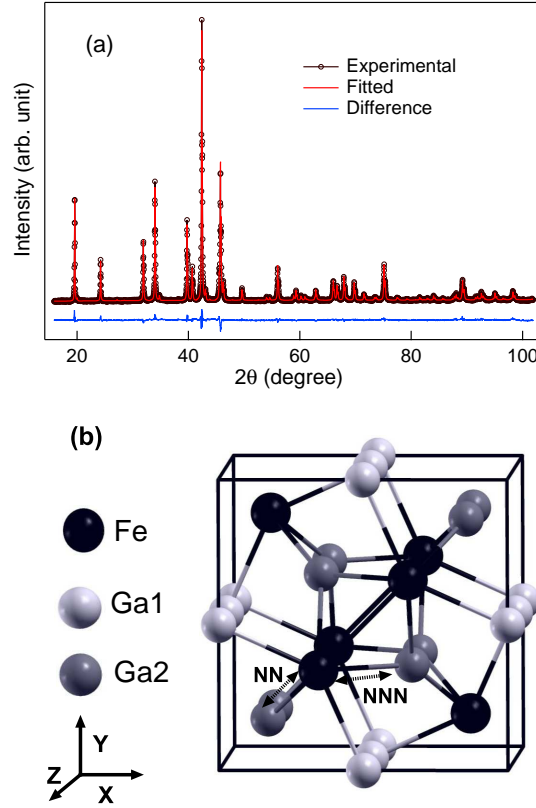 (a)
Experimental
Fitted
Difference
Intensity (arb. unit)
20 40 60 80 100
2θ (degree)
(b)
Fe
Ga1
Ga2
NN
NNN
Y
Z
X